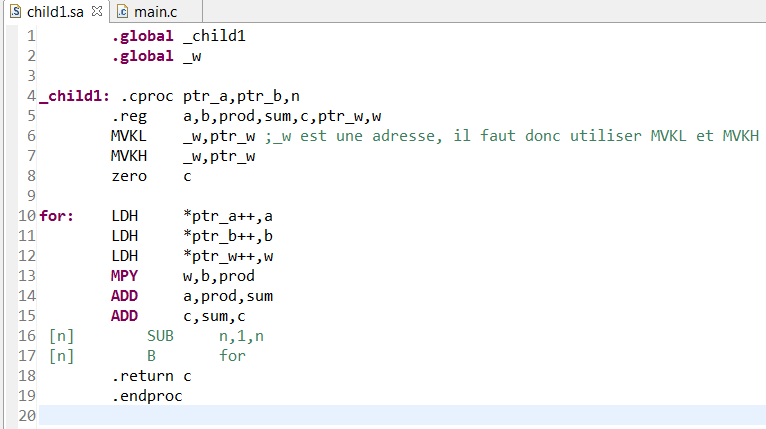 child1.sa main.c
1 .global _child1
2 .global _w
3
4 _child1: .cproc ptr_a,ptr_b,n
5 .reg a,b,prod,sum,c,ptr_w,w
6 MVKL _w,ptr_w ;_w est une adresse, il faut donc utiliser MVKL et MVKH
7 MVKH _w,ptr_w
8 zero c
9
10 for: LDH *ptr_a++,a
11 LDH *ptr_b++,b
12 LDH *ptr_w++,w
13 MPY w,b,prod
14 ADD a,prod,sum
15 ADD c,sum,c
16 [n] SUB n,1,n
17 [n] B for
18 .return c
19 .endproc
20